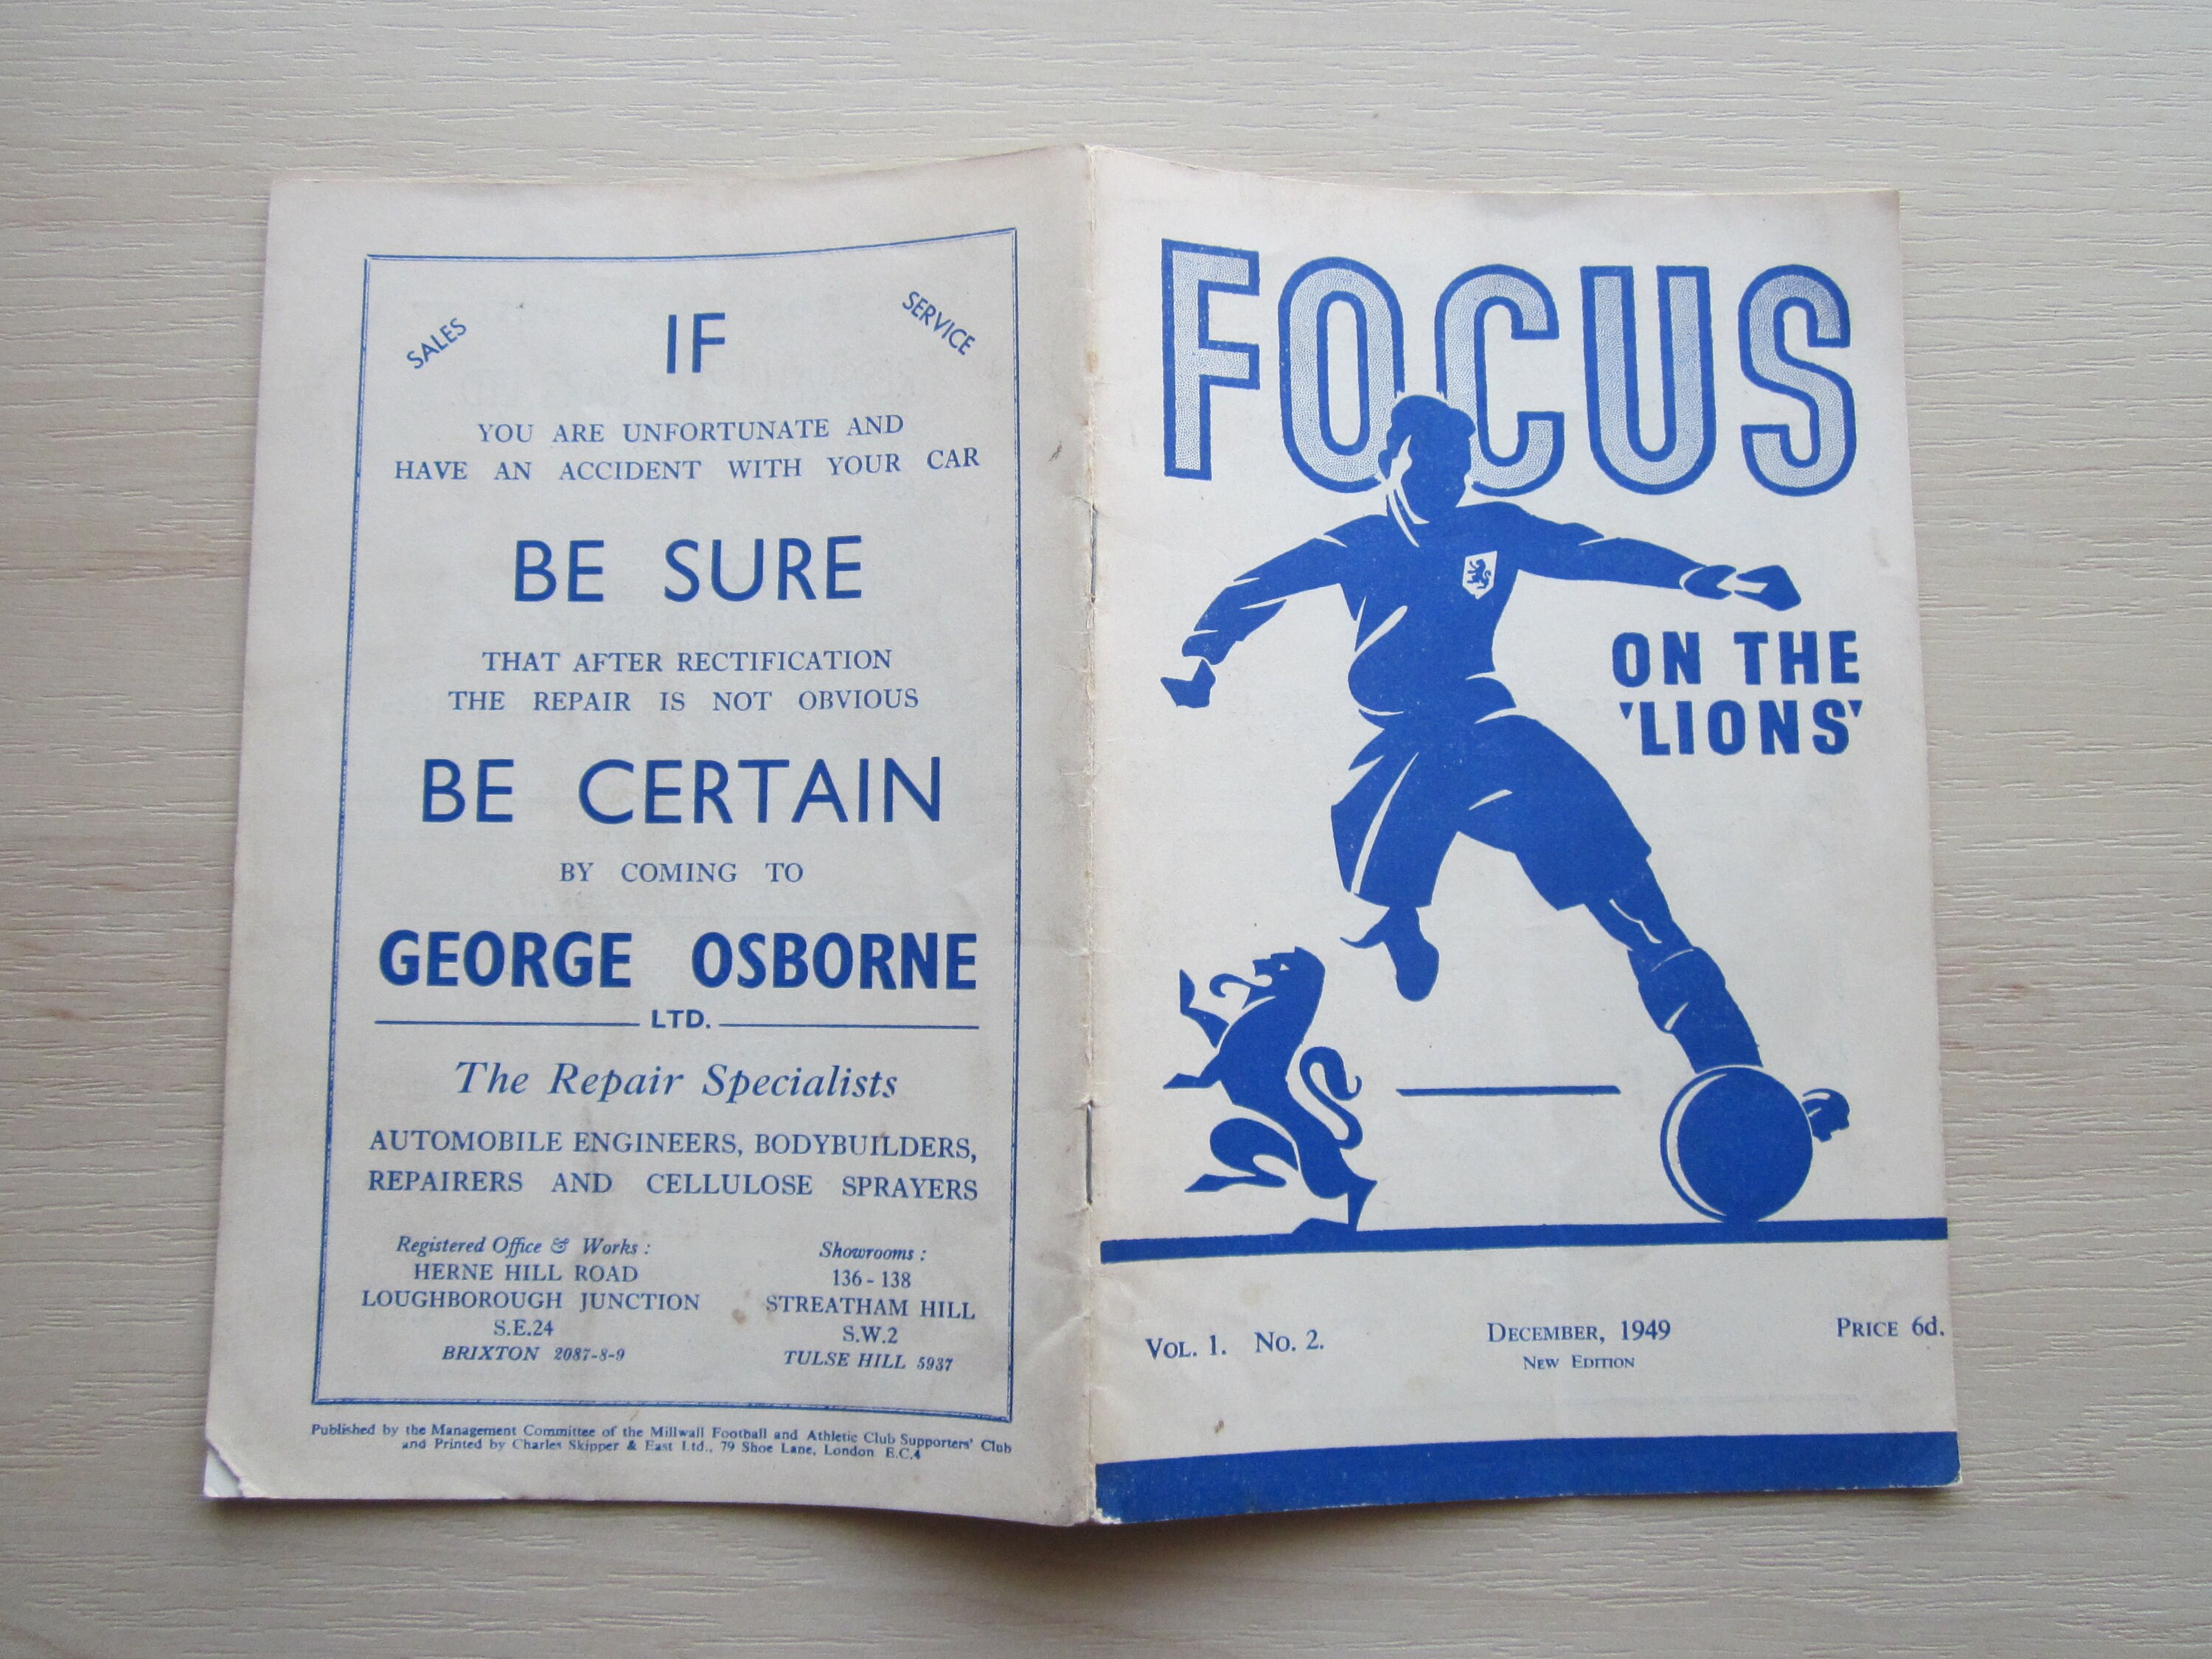 SALES
IF
SERVICE
YOU ARE UNFORTUNATE AND
HAVE AN ACCIDENT WITH YOUR CAR
BE SURE
THAT AFTER RECTIFICATION
THE REPAIR IS NOT OBVIOUS
BE CERTAIN
BY COMING TO
GEORGE OSBORNE
LTD.
The Repair Specialists
AUTOMOBILE ENGINEERS, BODYBUILDERS,
REPAIRERS AND CELLULOSE SPRAYERS
Registered Office & Works :
HERNE HILL ROAD
LOUGHBOROUGH JUNCTION
S.E.24
BRIXTON 2087-8-9
Showrooms :
136-138
STREATHAM HILL
S.W.2
TULSE HILL 5937
Published by the Management Committee of the Millwall Football and Athletic Club Supporters' Club
and Printed by Charles Skipper & East Ltd., 79 Shoe Lane, London E.C.4
FOCUS
ON THE
'LIONS'
VOL. 1. NO. 2.
DECEMBER, 1949
NEW EDITION
PRICE 6d.